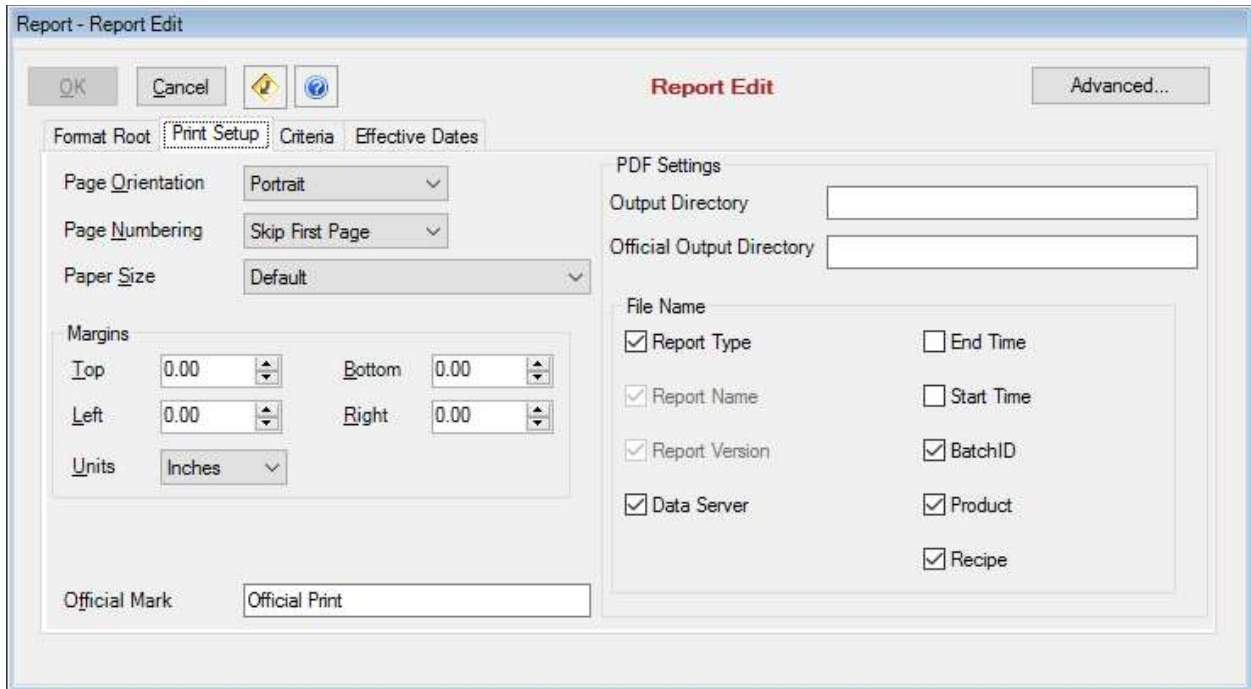 Report - Report Edit
OK Cancel Report Edit Advanced...
Format Root Print Setup Criteria Effective Dates
Page Orientation Portrait
Page Numbering Skip First Page
Paper Size Default
Margins
Top 0.00 Bottom 0.00
Left 0.00 Right 0.00
Units Inches
Official Mark Official Print
PDF Settings
Output Directory
Official Output Directory
File Name
Report Type End Time
Report Name Start Time
Report Version BatchID
Data Server Product
Recipe